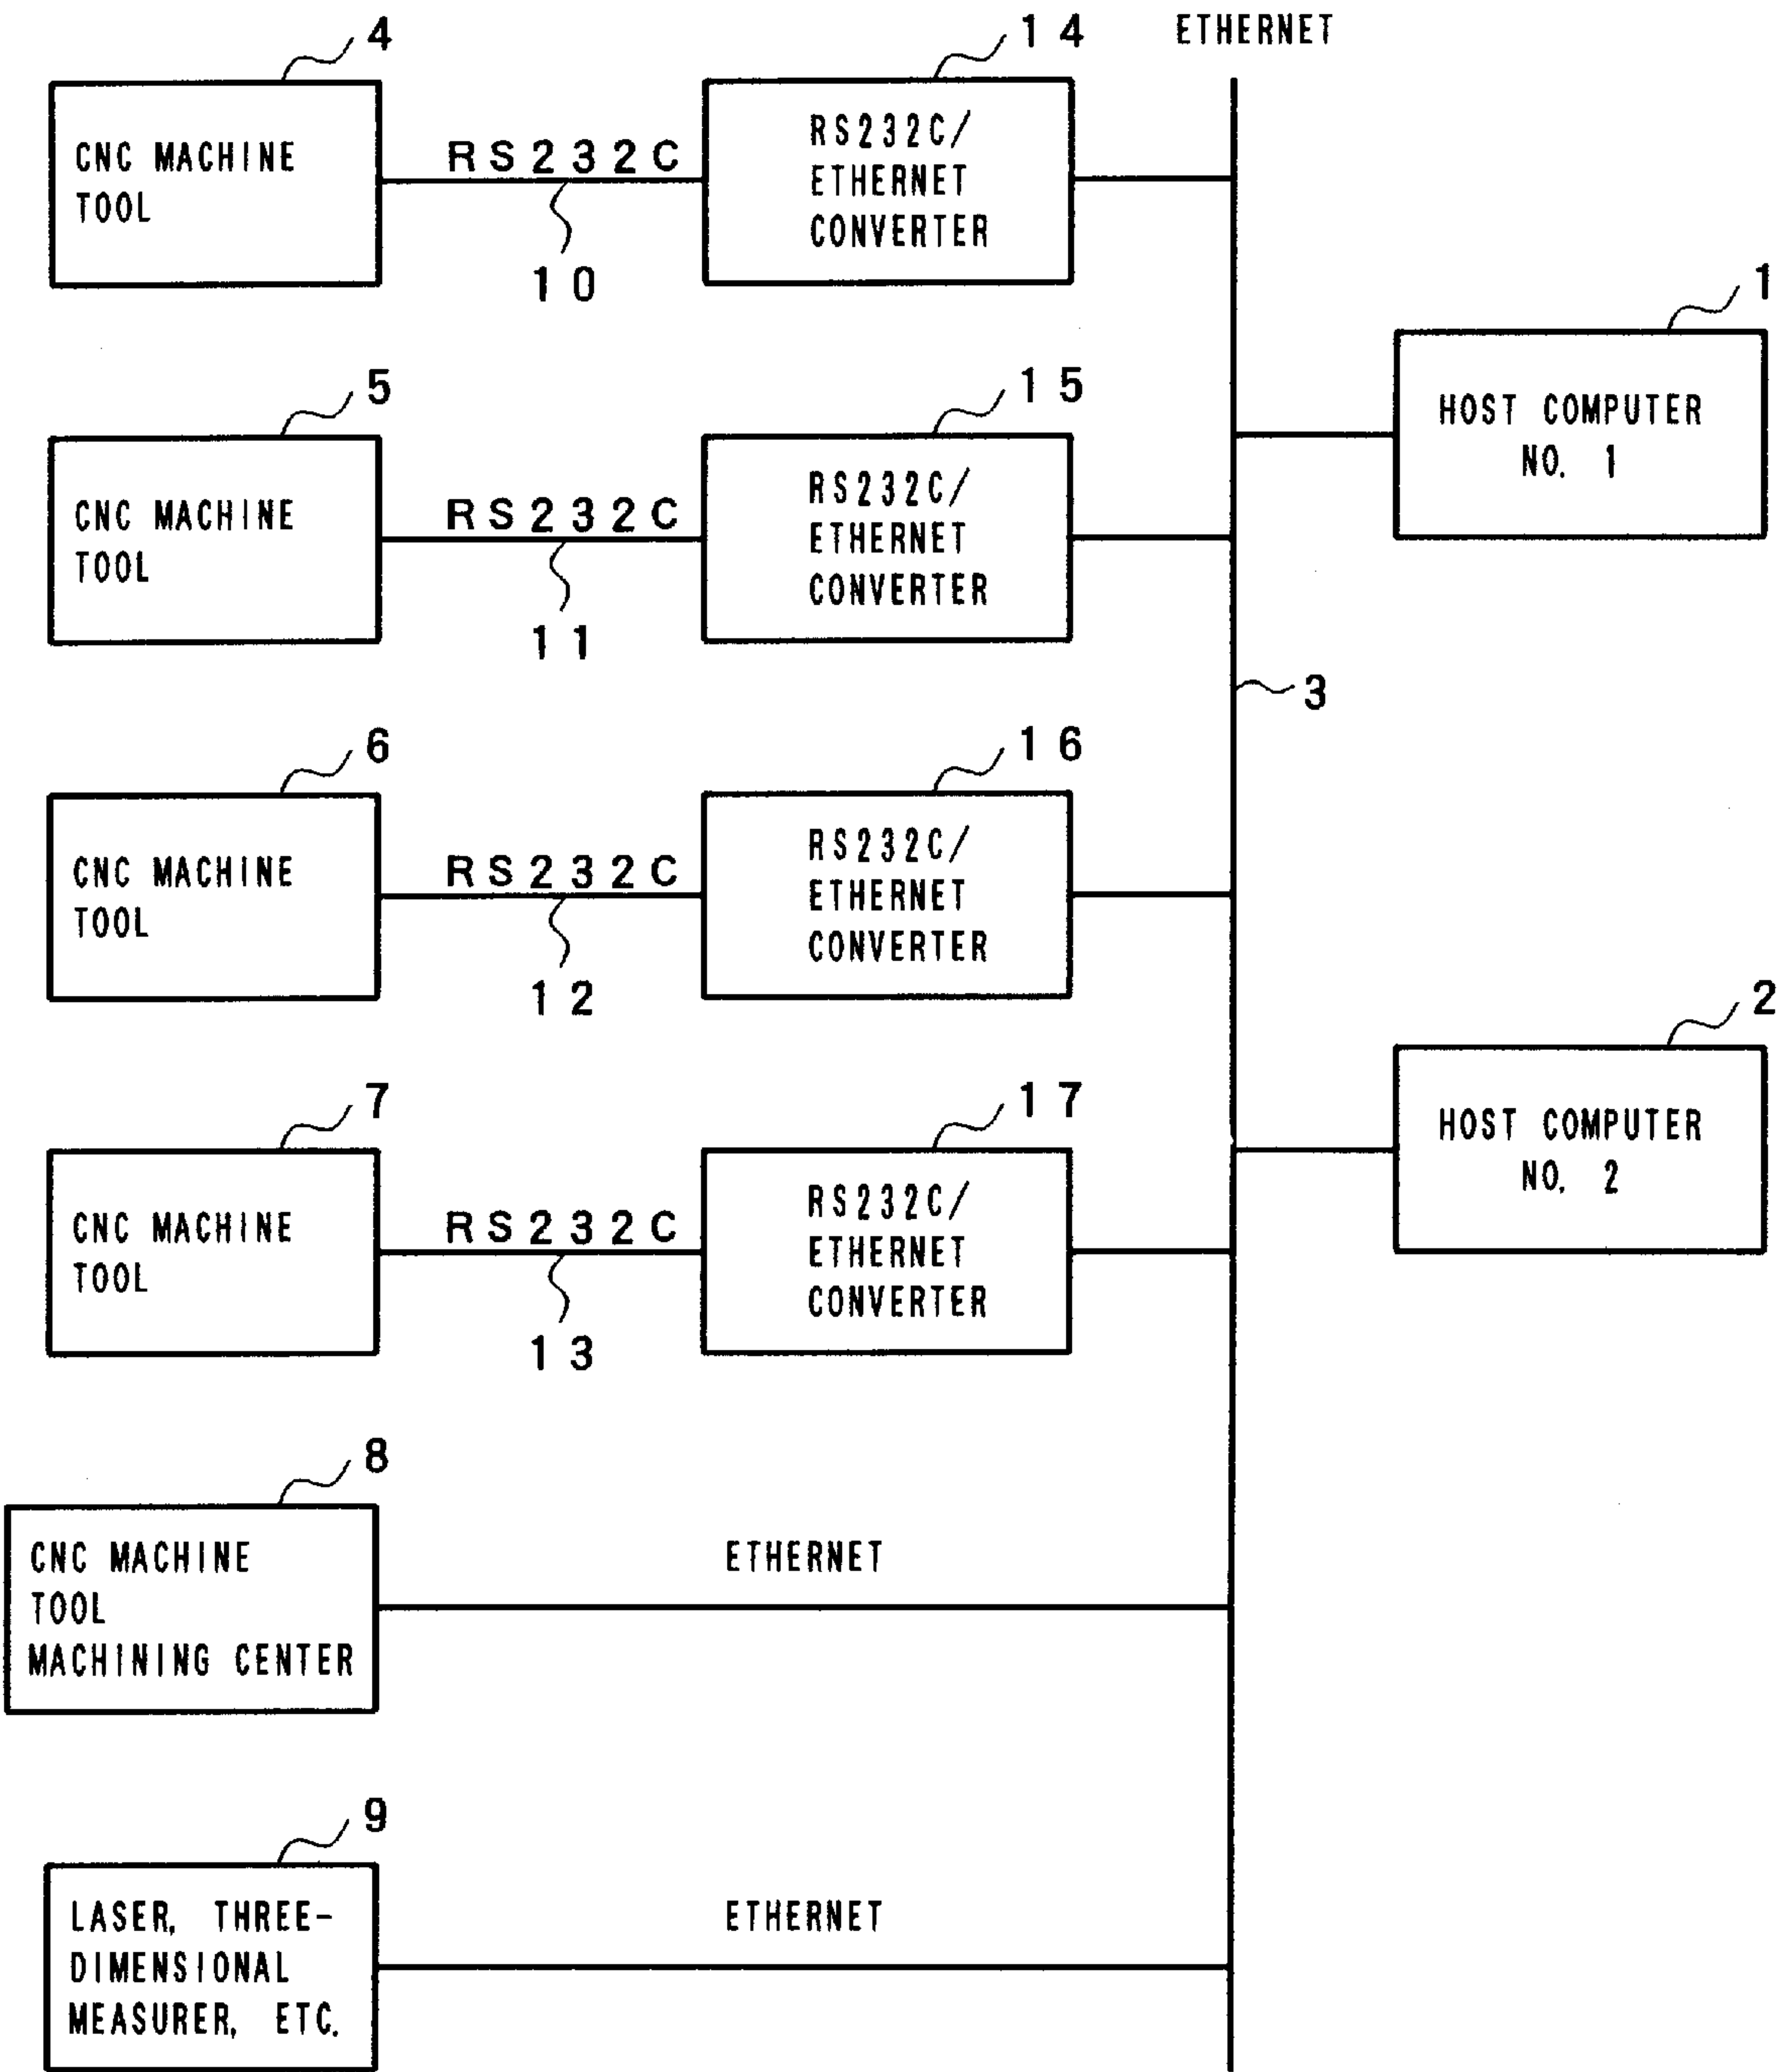 ETHERNET
4
CNC MACHINE
TOOL
RS232C
10
14
RS232C/
ETHERNET
CONVERTER
1
HOST COMPUTER
NO. 1
5
CNC MACHINE
TOOL
RS232C
11
15
RS232C/
ETHERNET
CONVERTER
3
6
CNC MACHINE
TOOL
RS232C
12
16
RS232C/
ETHERNET
CONVERTER
2
HOST COMPUTER
NO. 2
7
CNC MACHINE
TOOL
RS232C
13
17
RS232C/
ETHERNET
CONVERTER
8
CNC MACHINE
TOOL
MACHINING CENTER
ETHERNET
9
LASER, THREE-
DIMENSIONAL
MEASURER, ETC.
ETHERNET